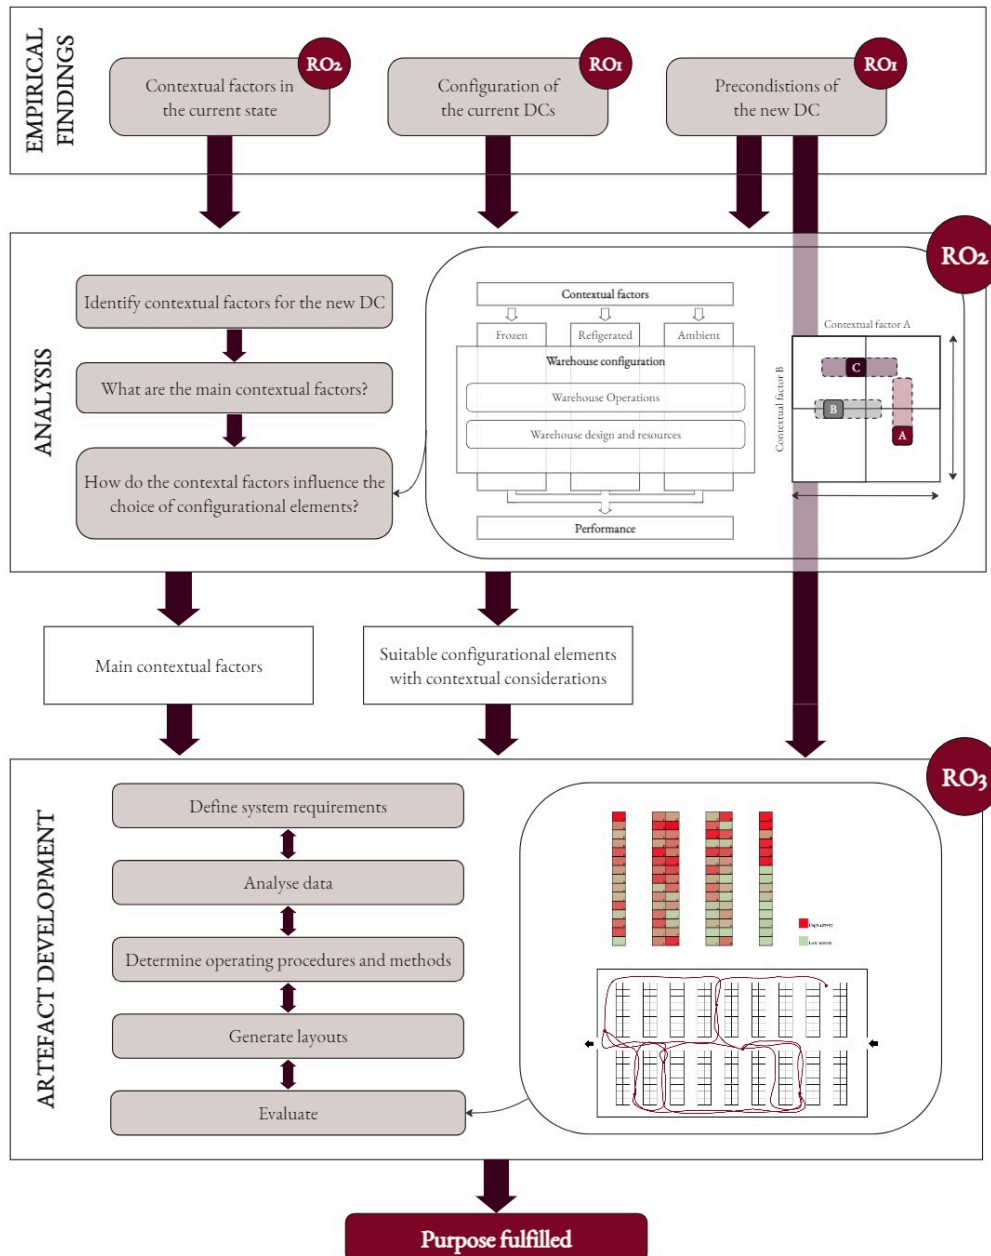 EMPIRICAL
FINDINGS
RO2
Contextual factors in
the current state
RO1
Configuration of
the current DCs
RO1
Precondistions of
the new DC
RO2
ANALYSIS
Identify contextual factors for the new DC
What are the main contextual factors?
How do the contextal factors influence the
choice of configurational elements?
Contextual factors
Frozen
Refigerated
Ambient
Warehouse configuration
Warehouse Operations
Warehouse design and resources
Performance
Contextual factor A
Contextual factor B
C
B
A
Main contextual factors
Suitable configurational elements
with contextual considerations
RO3
ARTEFACT DEVELOPMENT
Define system requirements
Analyse data
Determine operating procedures and methods
Generate layouts
Evaluate
Purpose fulfilled